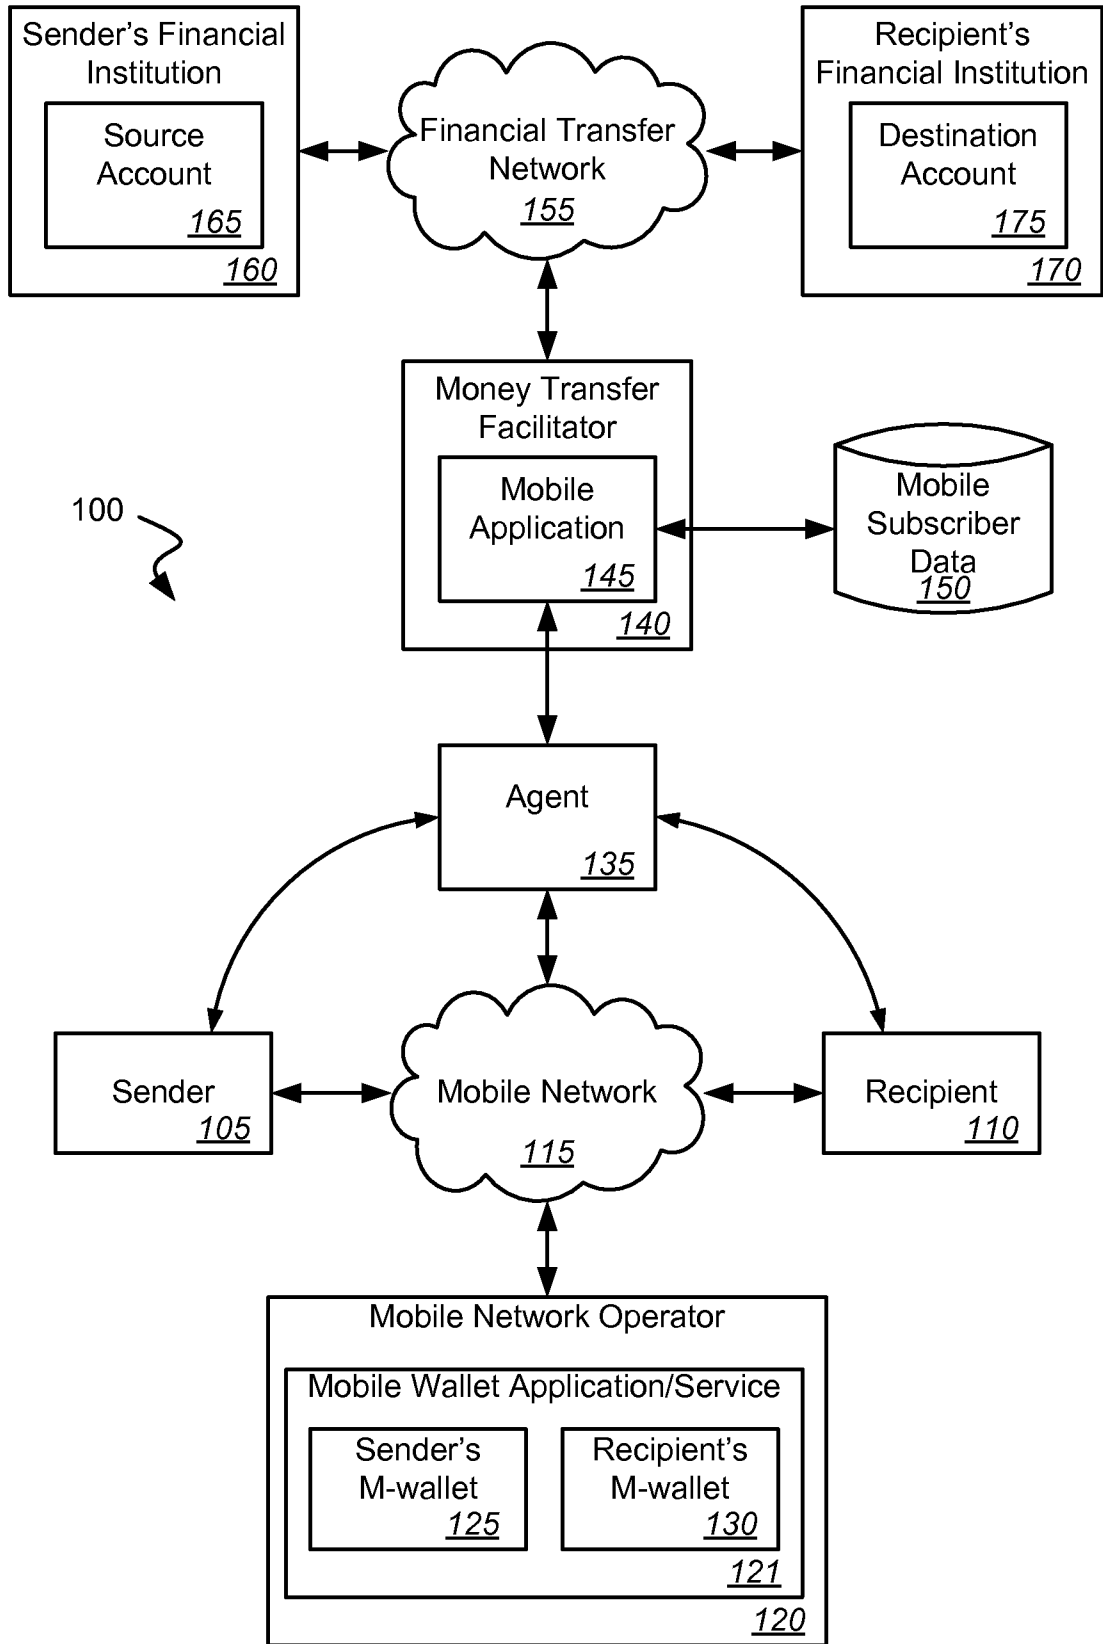 Sender’s Financial
Institution
Source
Account
165
160
Financial Transfer
Network
155
Recipient’s
Financial Institution
Destination
Account
175
170
Money Transfer
Facilitator
Mobile
Application
145
140
Mobile
Subscriber
Data
150
100
Agent
135
Sender
105
Mobile Network
115
Recipient
110
Mobile Network Operator
Mobile Wallet Application/Service
Sender’s
M-wallet
125
Recipient’s
M-wallet
130
121
120